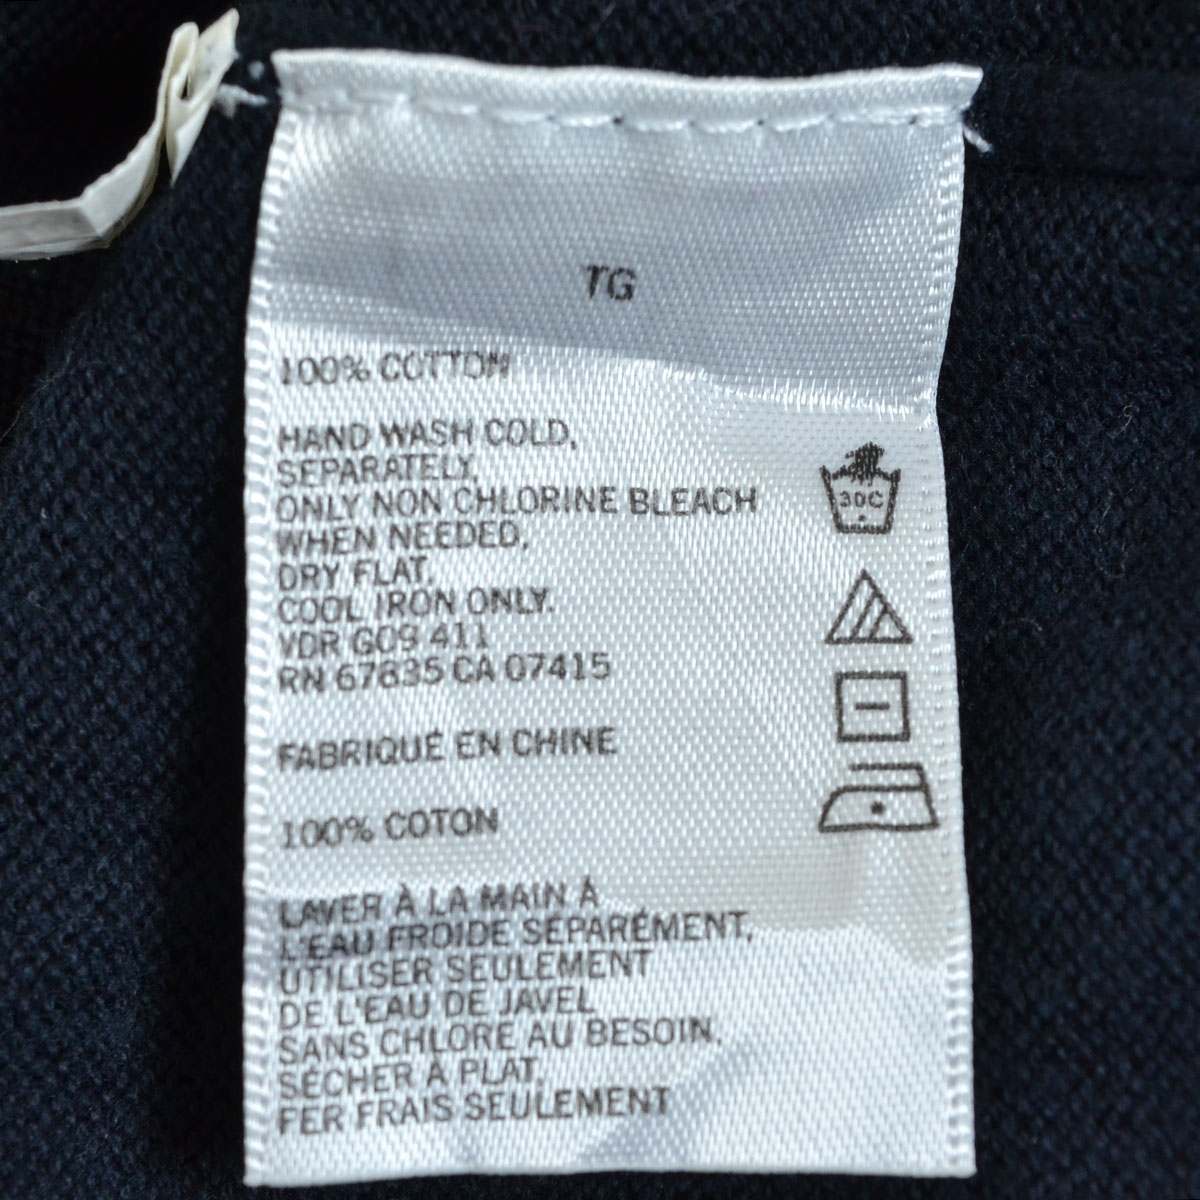 TG
100% COTTON
HAND WASH COLD,
SEPARATELY,
ONLY NON CHLORINE BLEACH
WHEN NEEDED,
DRY FLAT,
COOL IRON ONLY.
VDR G09 411
RN 67635 CA 07415
FABRIQUÉ EN CHINE
100% COTON
LAVER À LA MAIN À
L'EAU FROIDE SÉPARÉMENT,
UTILISER SEULEMENT
DE L'EAU DE JAVEL
SANS CHLORE AU BESOIN,
SÉCHER À PLAT,
FER FRAIS SEULEMENT
30C